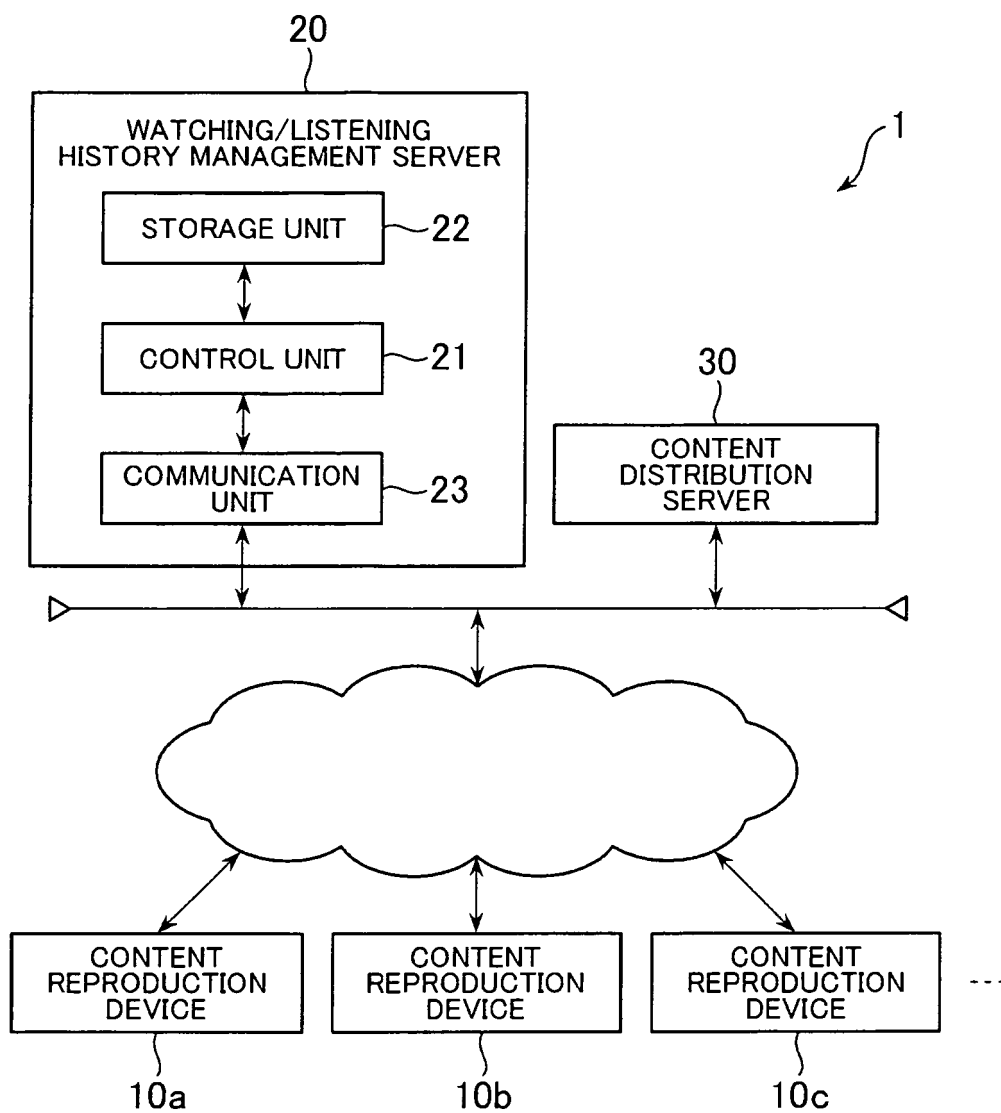 20
WATCHING/LISTENING
HISTORY MANAGEMENT SERVER
1
STORAGE UNIT
22
CONTROL UNIT
21
30
COMMUNICATION
UNIT
23
CONTENT
DISTRIBUTION
SERVER
CONTENT
REPRODUCTION
DEVICE
CONTENT
REPRODUCTION
DEVICE
CONTENT
REPRODUCTION
DEVICE
10a
10b
10c